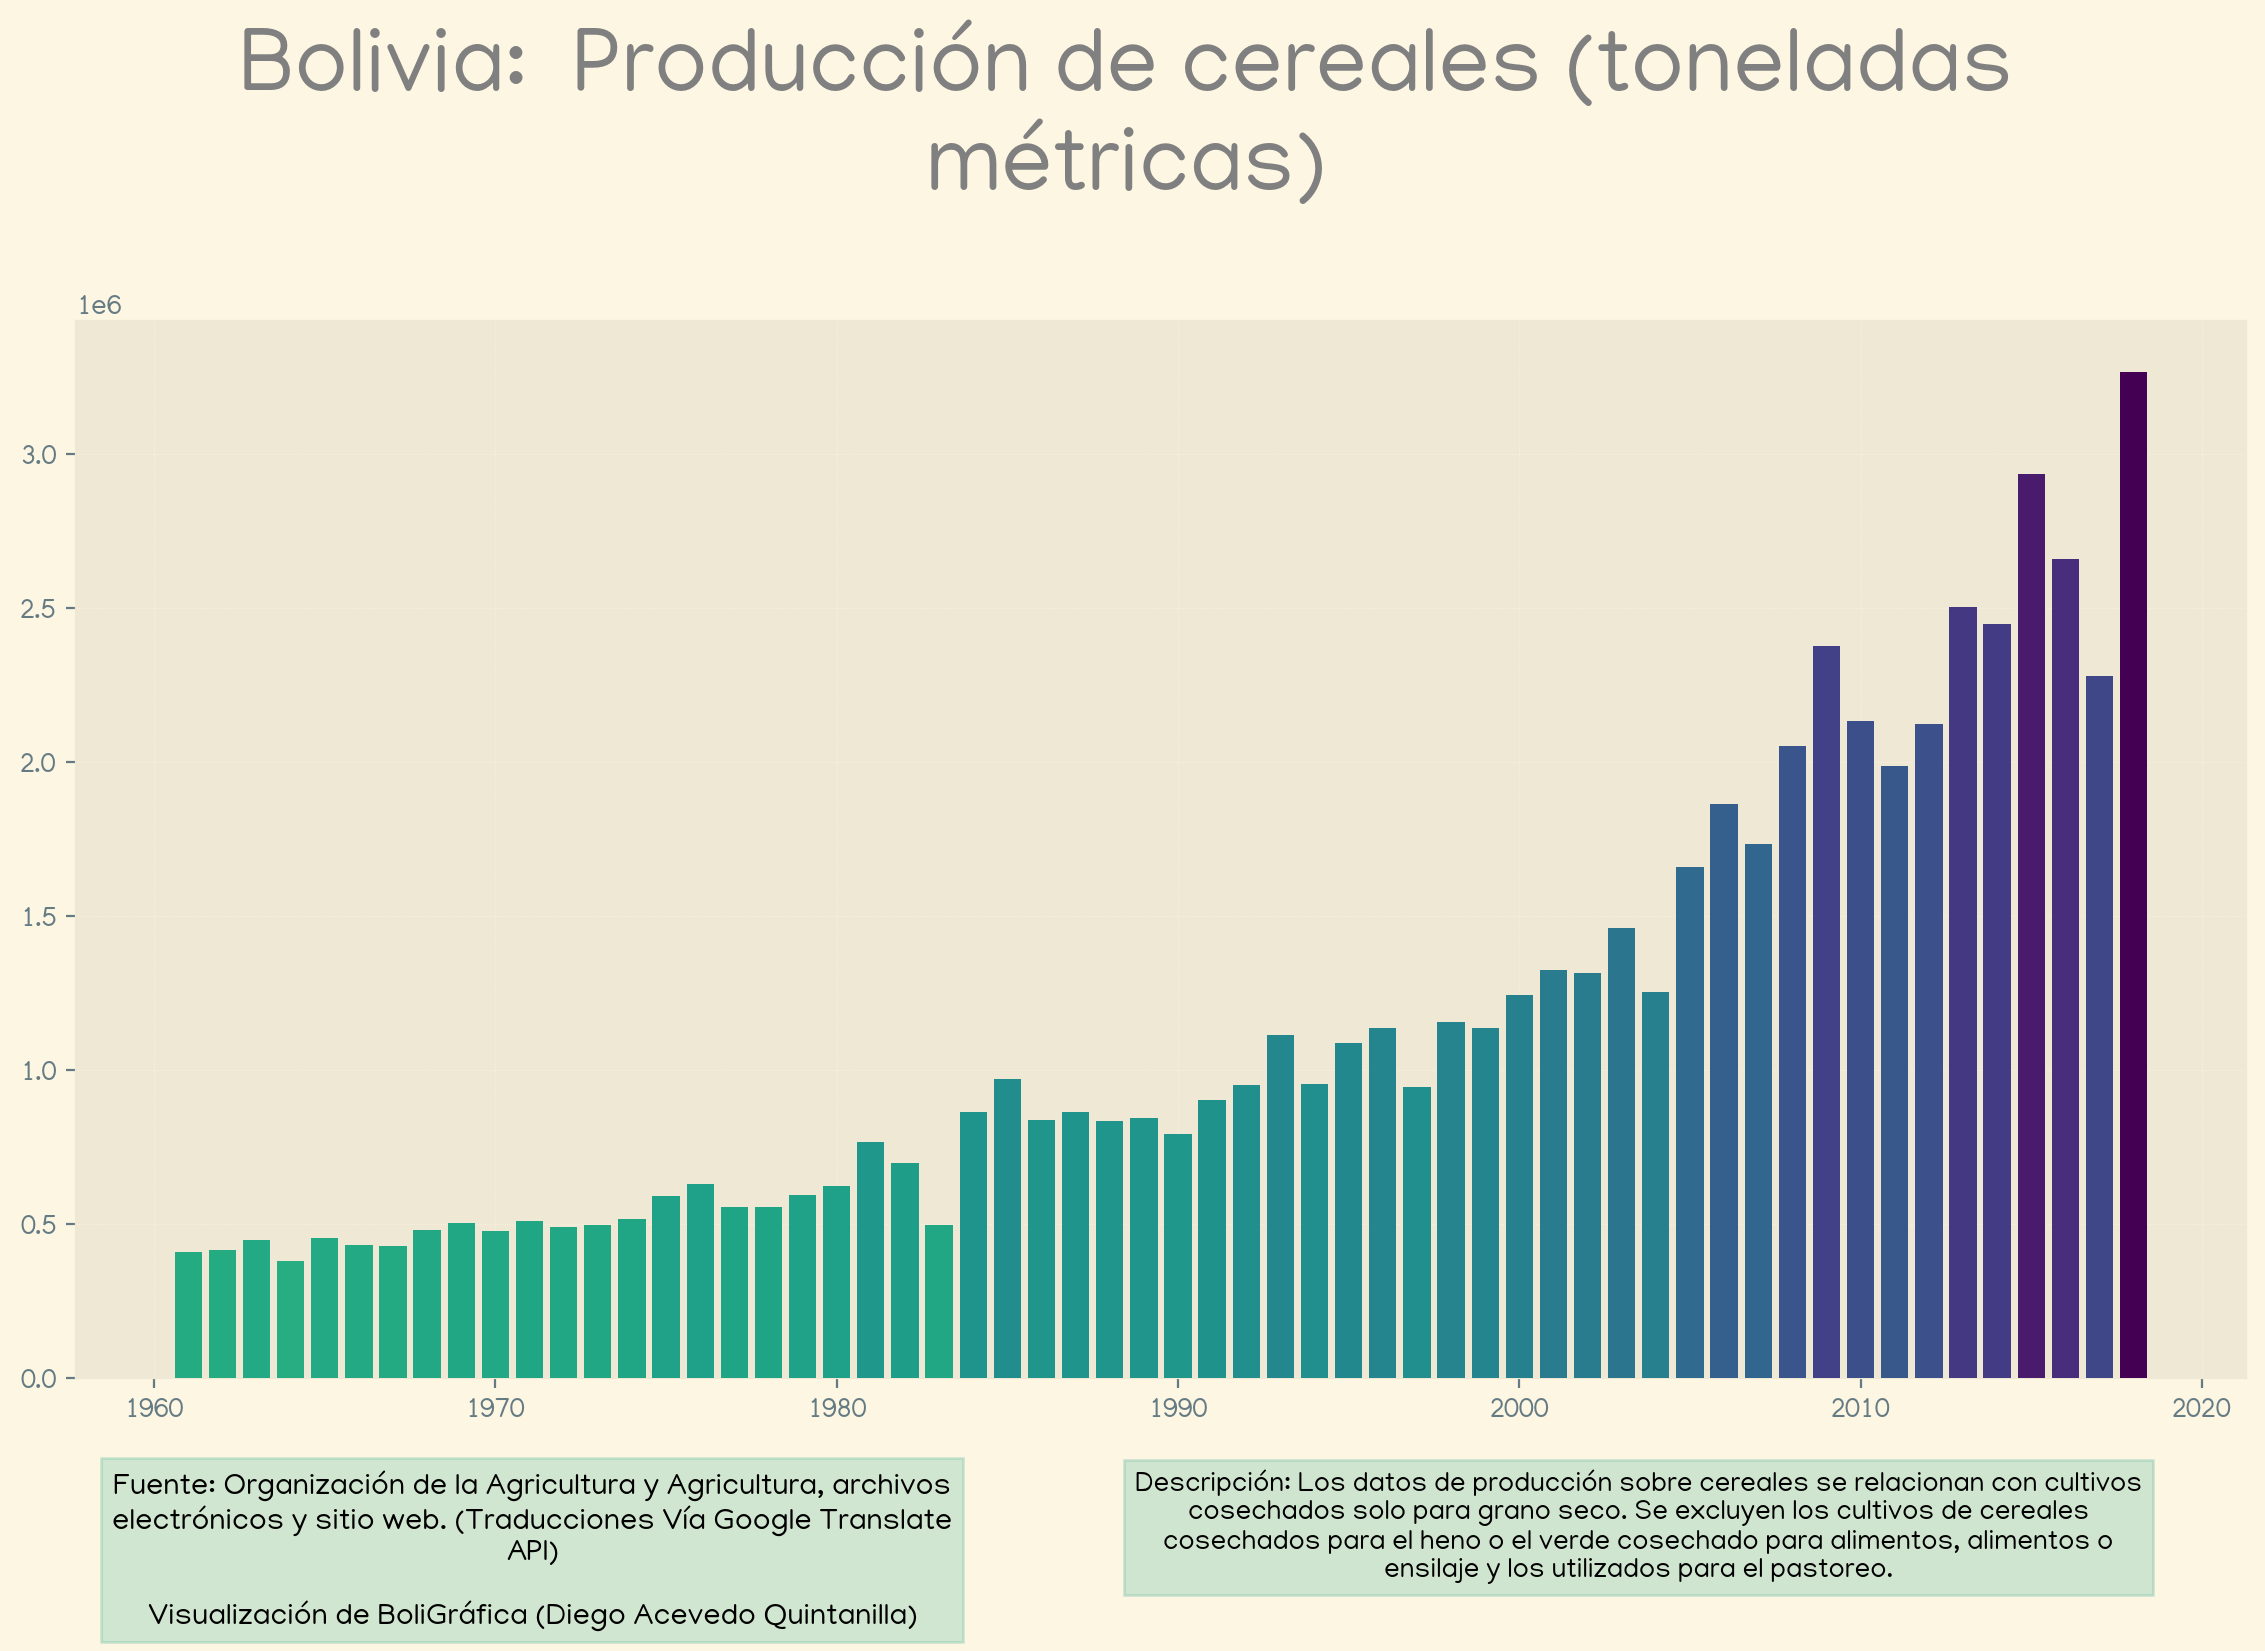 Bolivia:  Producción de cereales (toneladas
métricas)
1e6
3.0
2.5
2.0
1.5
1.0
0.5
0.0
1960 1970 1980 1990 2000 2010 2020
Fuente: Organización de la Agricultura y Agricultura, archivos
electrónicos y sitio web. (Traducciones Vía Google Translate
API)
Visualización de BoliGráfica (Diego Acevedo Quintanilla)
Descripción: Los datos de producción sobre cereales se relacionan con cultivos
cosechados solo para grano seco. Se excluyen los cultivos de cereales
cosechados para el heno o el verde cosechado para alimentos, alimentos o
ensilaje y los utilizados para el pastoreo.